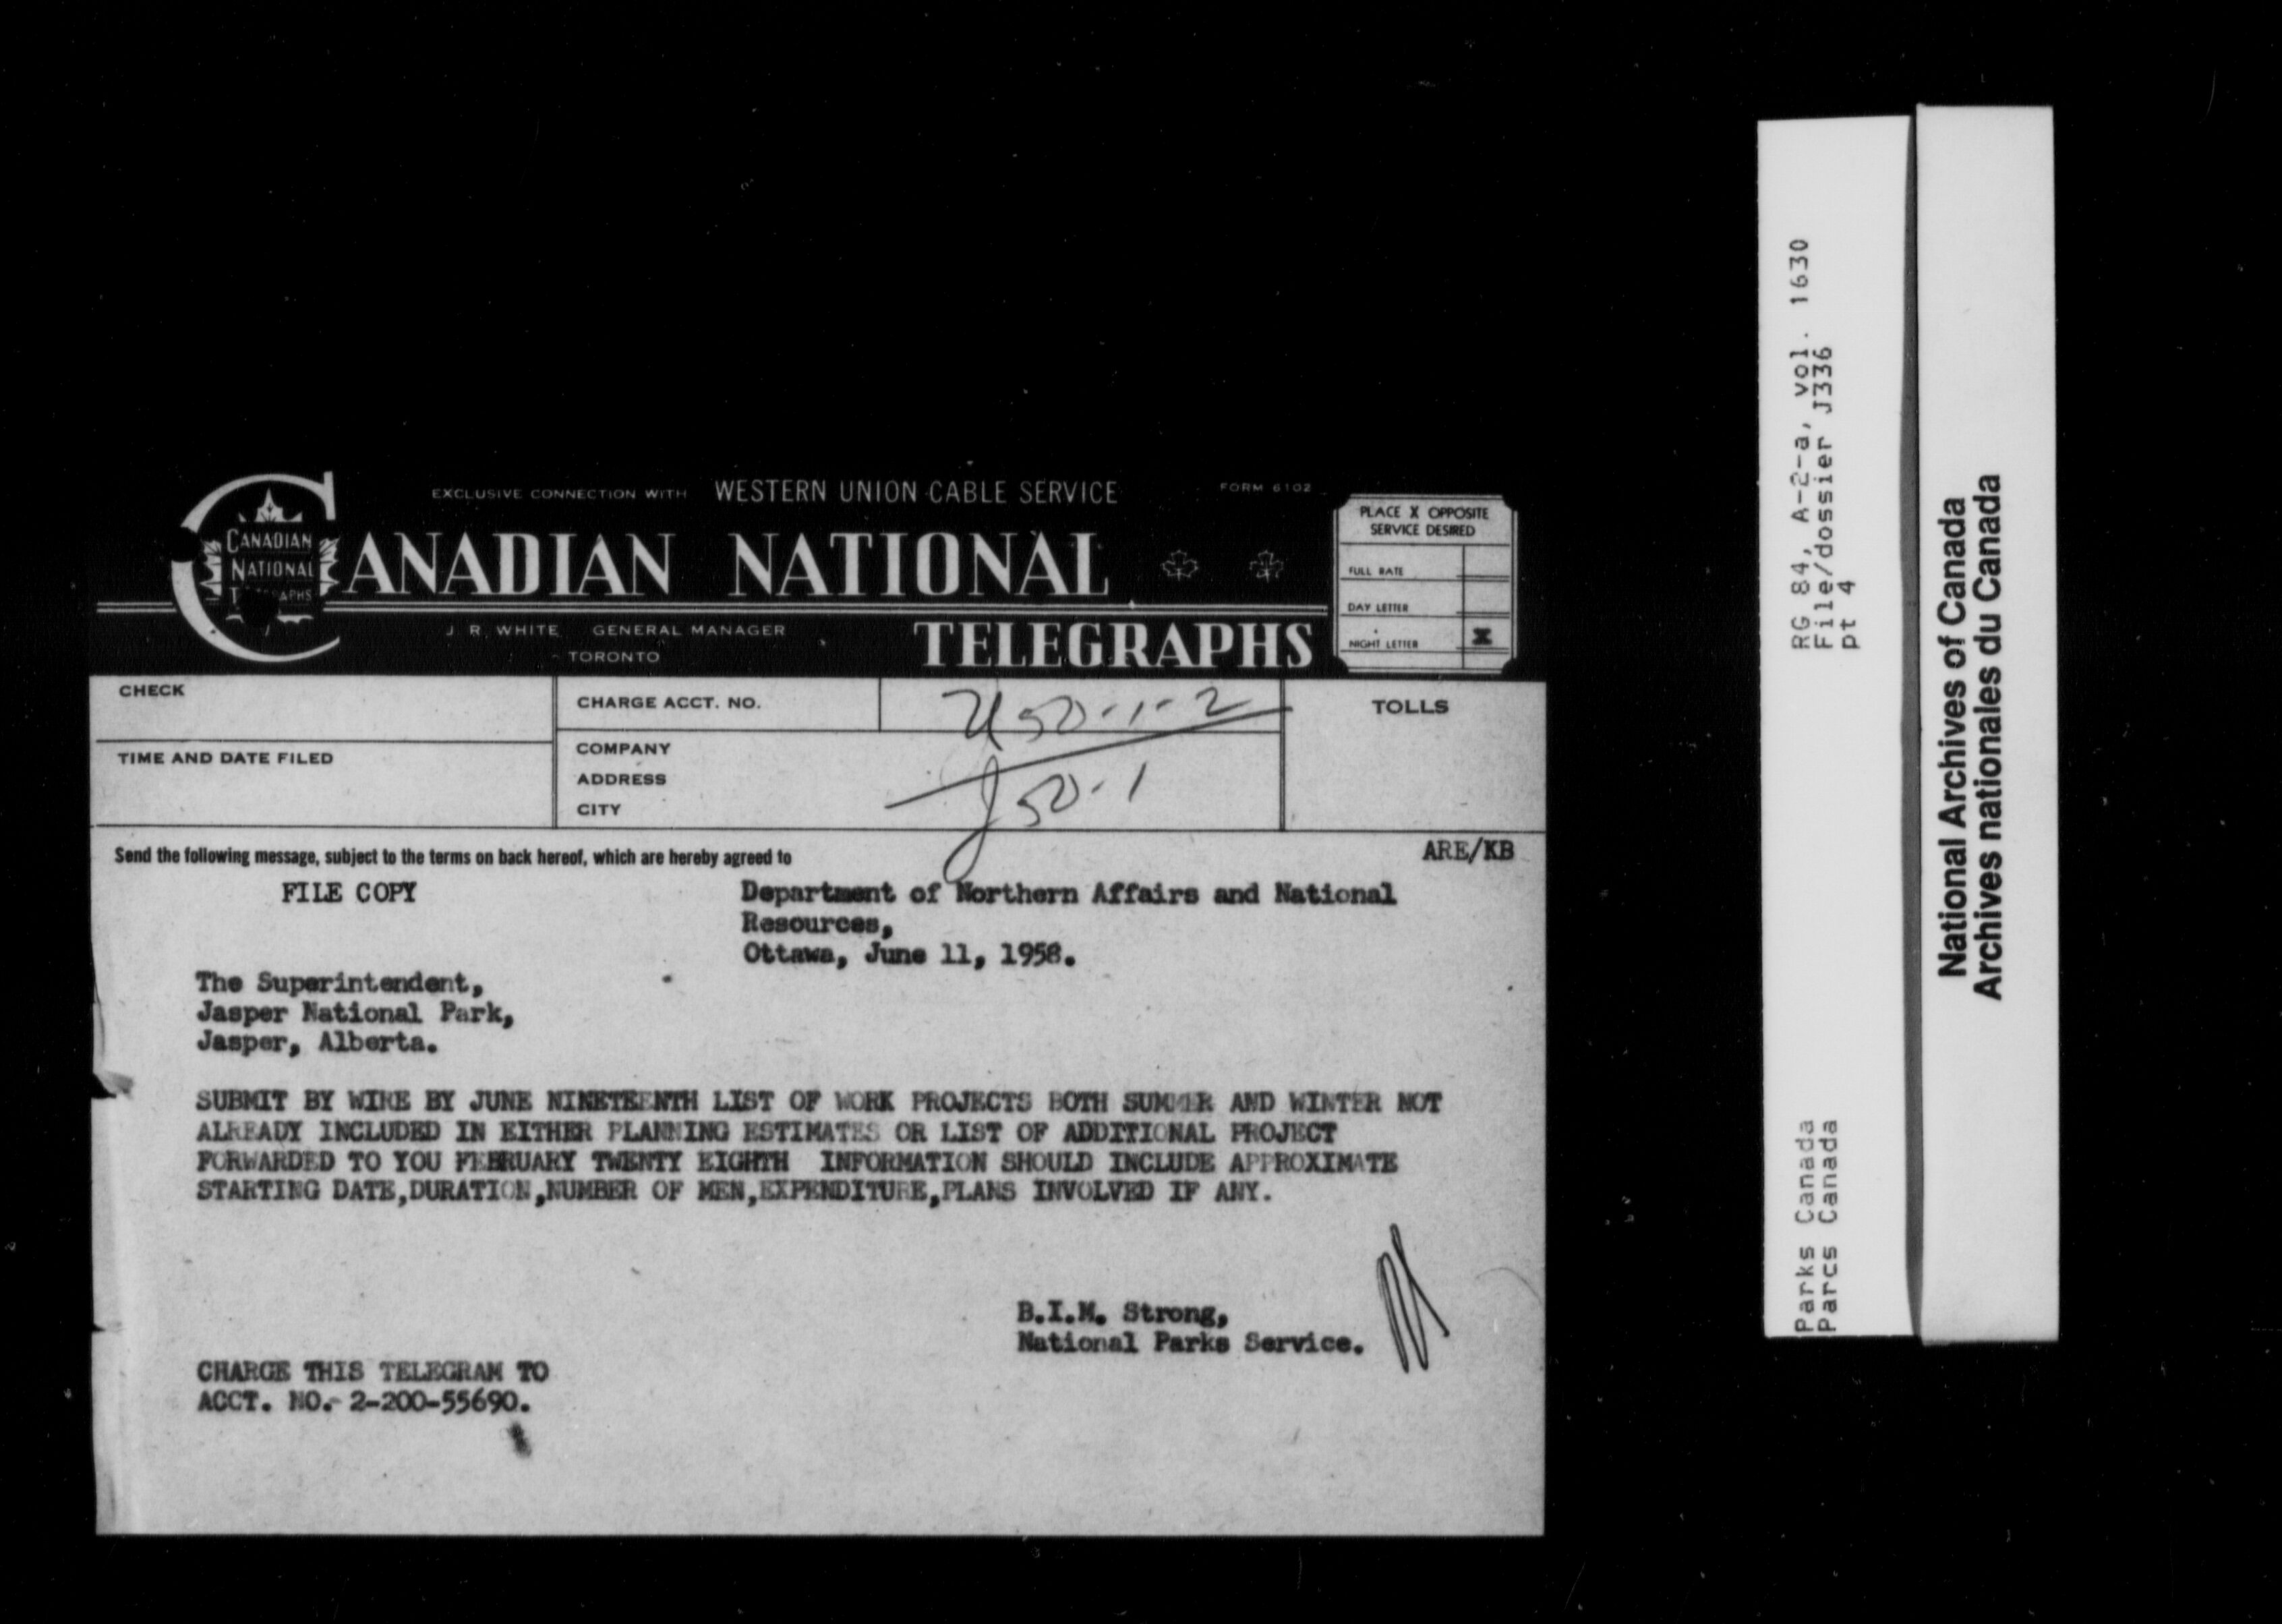 EXCLUSIVE CONNECTION WITH WESTERN UNION CABLE SERVICE
FORM 6102
CANADIAN
NATIONAL
CANADIAN NATIONAL
TELEGRAPHS
J. R. WHITE GENERAL MANAGER
TORONTO
PLACE X OPPOSITE
SERVICE DESIRED
FULL RATE
DAY LETTER
NIGHT LETTER X
CHECK
TIME AND DATE FILED
CHARGE ACCT. NO.
COMPANY
ADDRESS
CITY
U50-1-2
J50-1
TOLLS
Send the following message, subject to the terms on back hereof, which are hereby agreed to
ARE/KB
FILE COPY
Department of Northern Affairs and National
Resources,
Ottawa, June 11, 1958.
The Superintendent,
Jasper National Park,
Jasper, Alberta.
SUBMIT BY WIRE BY JUNE NINETEENTH LIST OF WORK PROJECTS BOTH SUMMER AND WINTER NOT
ALREADY INCLUDED IN EITHER PLANNING ESTIMATES OR LIST OF ADDITIONAL PROJECT
FORWARDED TO YOU FEBRUARY TWENTY EIGHTH INFORMATION SHOULD INCLUDE APPROXIMATE
STARTING DATE,DURATION,NUMBER OF MEN,EXPENDITURE,PLANS INVOLVED IF ANY.
B.I.M. Strong,
National Parks Service.
CHARGE THIS TELEGRAM TO
ACCT. NO.- 2-200-55690.
Parks Canada
Parcs Canada
RG 84, A-2-a, vol. 1630
File/dossier J336
pt 4
National Archives of Canada
Archives nationales du Canada